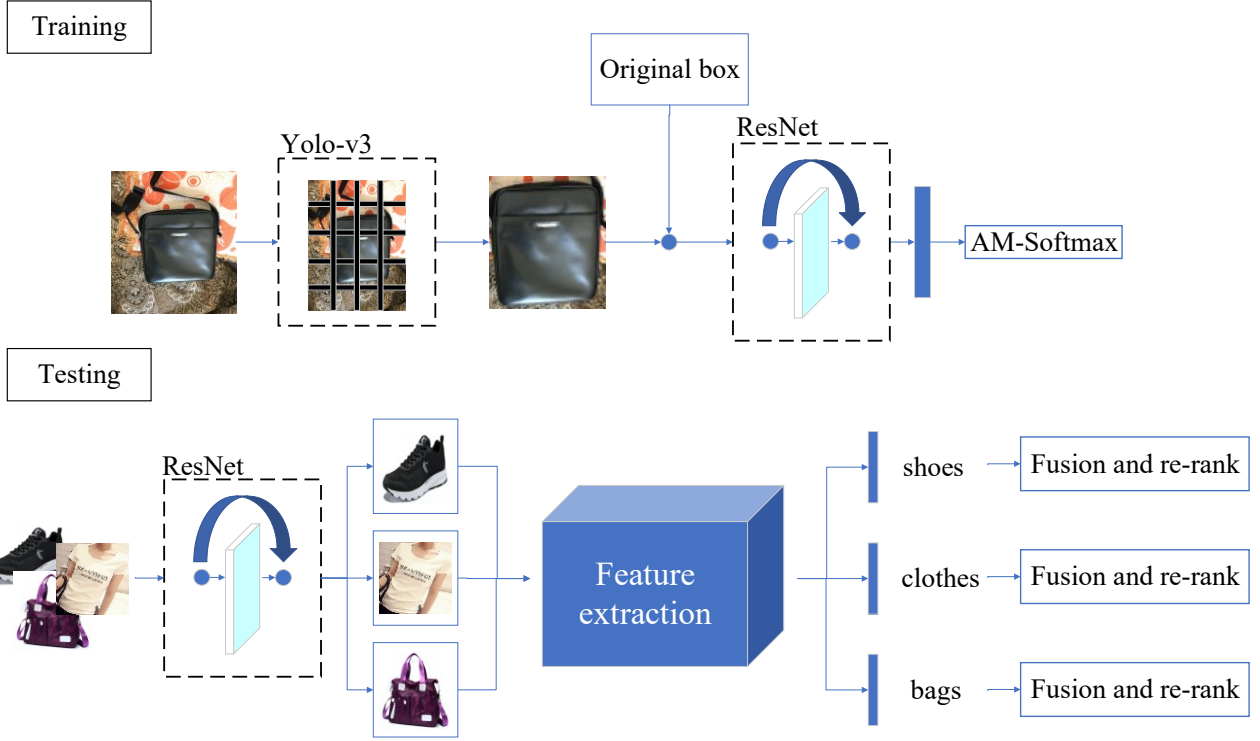 Training
Original box
Yolo-v3
ResNet
AM-Softmax
Testing
ResNet
Feature
extraction
shoes
Fusion and re-rank
clothes
Fusion and re-rank
bags
Fusion and re-rank